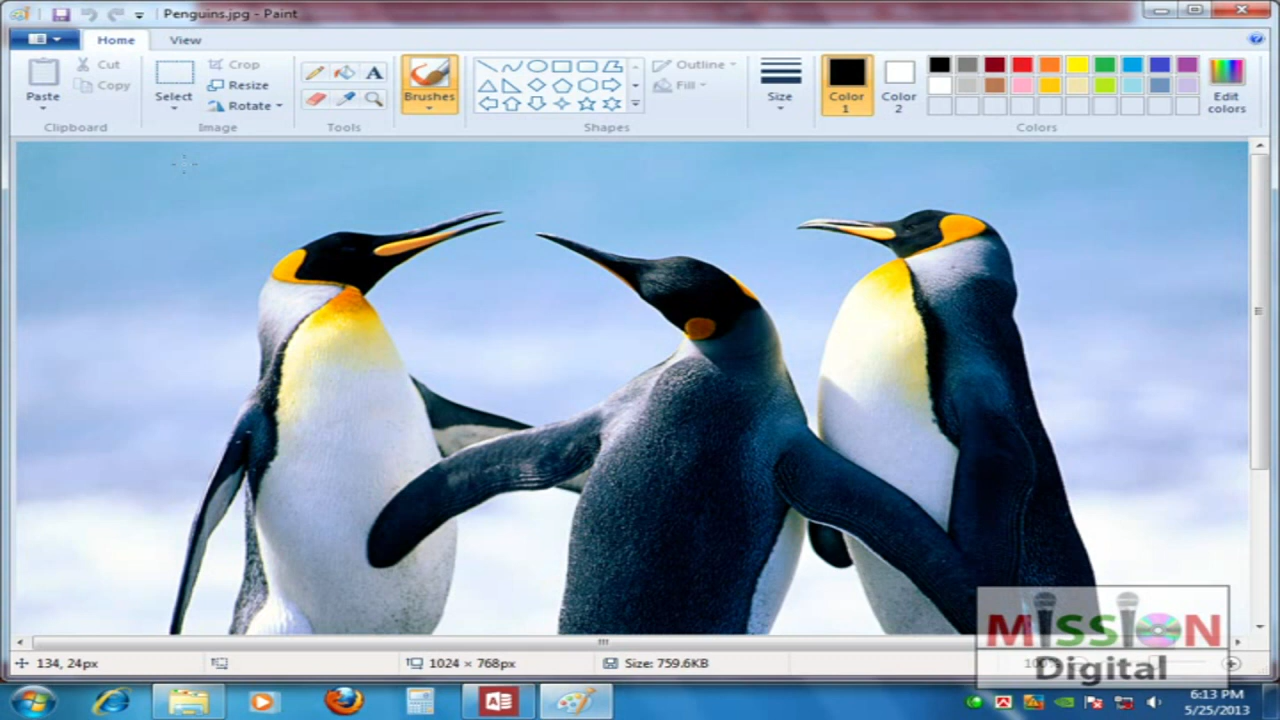 Penguins.jpg - Paint
Home View
Cut
Copy
Paste
Clipboard
Select
Crop
Resize
Rotate
Image
A
Tools
Brushes
Outline
Fill
Shapes
Size
Color
1
Color
2
Edit
colors
Colors
134, 24px
1024 × 768px
Size: 759.6KB
MISSION
Digital
6:13 PM
5/25/2013